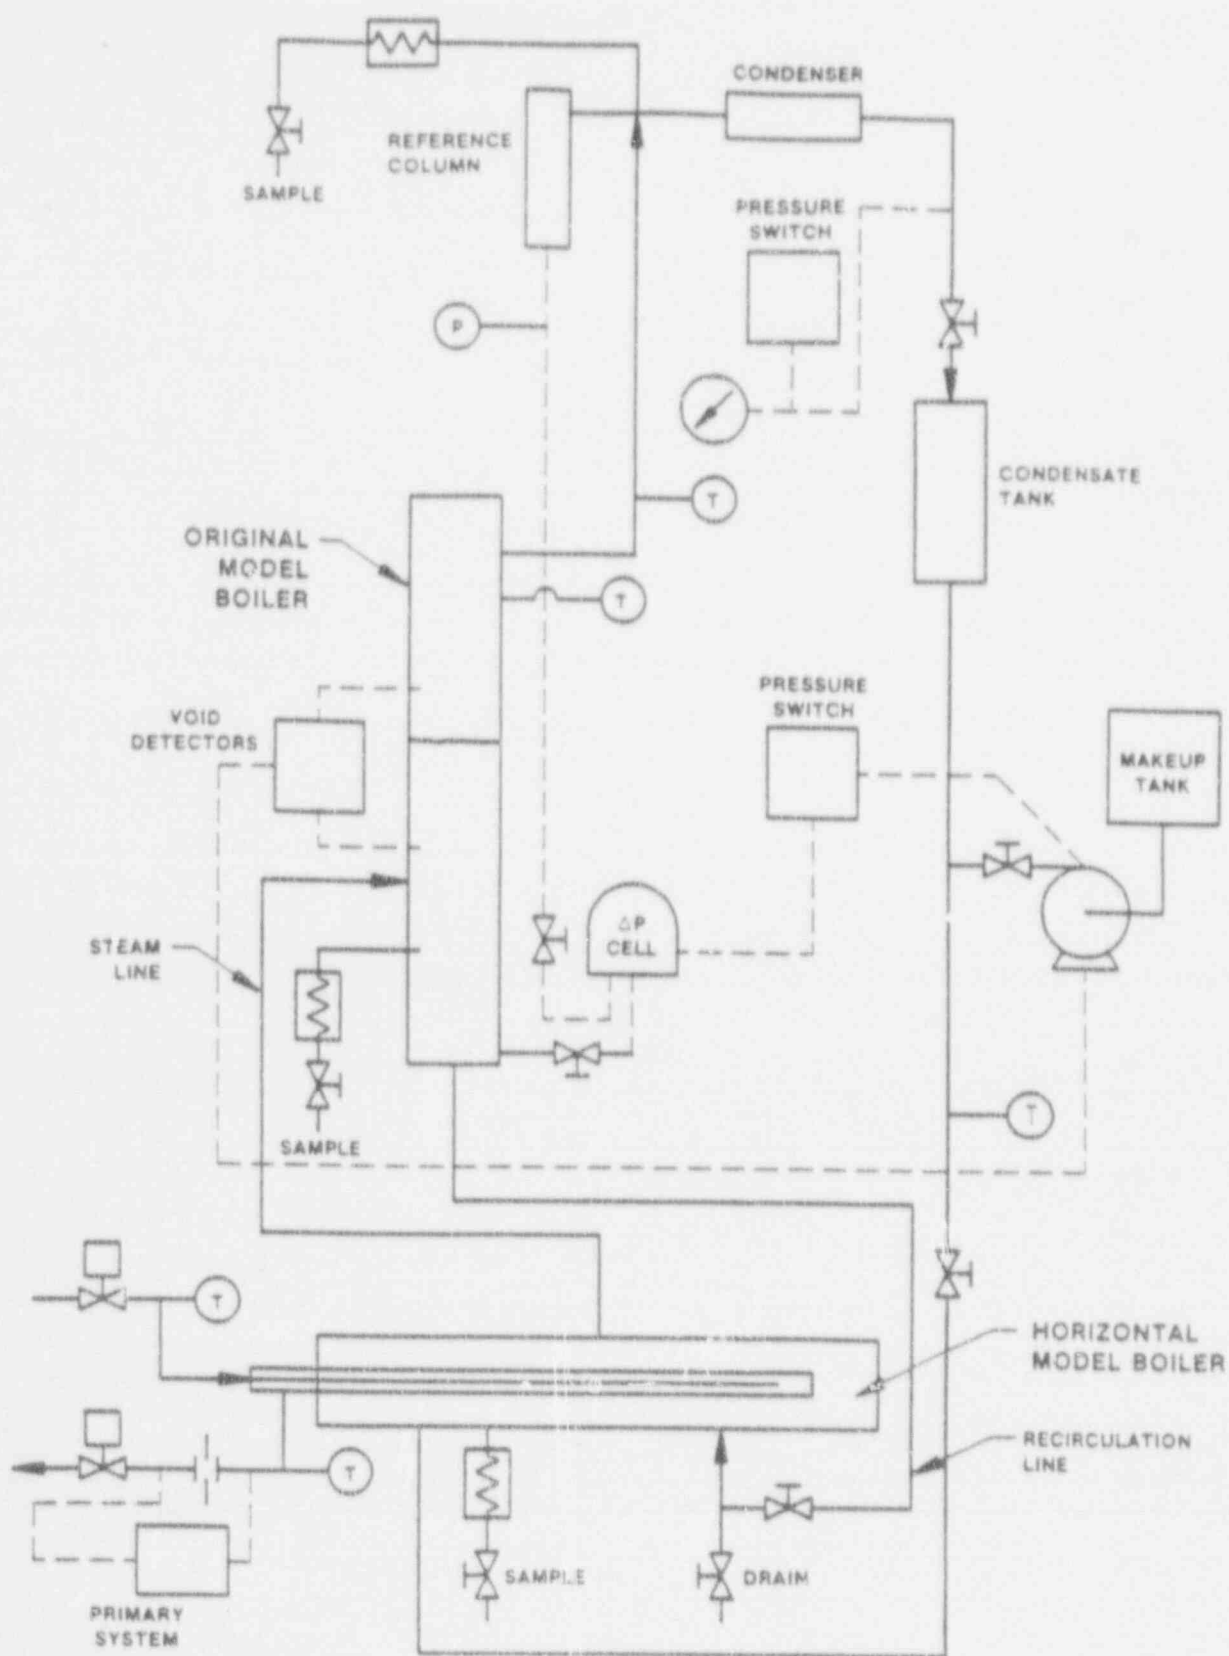 CONDENSER
REFERENCE
COLUMN
SAMPLE
PRESSURE
SWITCH
P
CONDENSATE
TANK
T
ORIGINAL
MODEL
BOILER
T
PRESSURE
SWITCH
VOID
DETECTORS
MAKEUP
TANK
ΔP
CELL
STEAM
LINE
T
SAMPLE
T
HORIZONTAL
MODEL BOILER
RECIRCULATION
LINE
T
SAMPLE
DRAIN
PRIMARY
SYSTEM